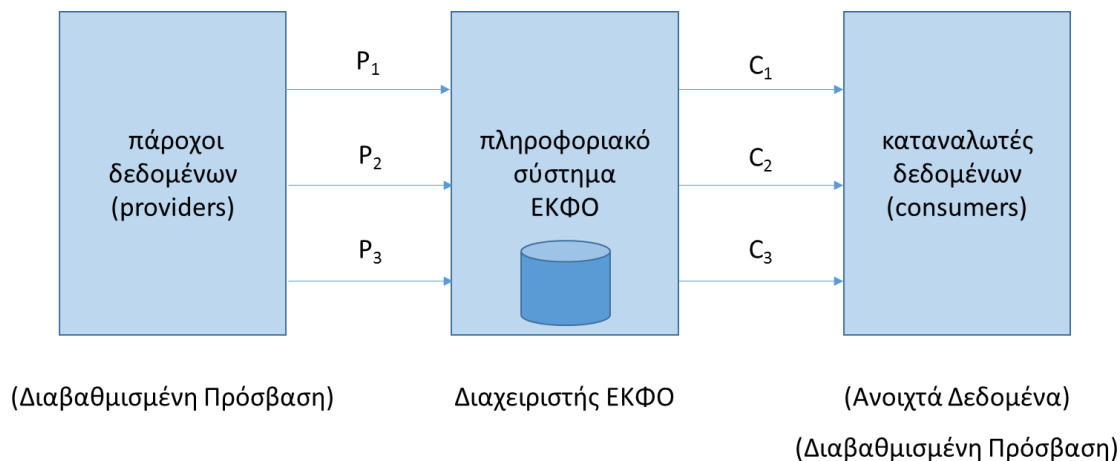 πάροχοι
δεδομένων
(providers)
P1
P2
P3
πληροφοριακό
σύστημα
ΕΚΦΟ
C1
C2
C3
καταναλωτές
δεδομένων
(consumers)
(Διαβαθμισμένη Πρόσβαση)
Διαχειριστής ΕΚΦΟ
(Ανοιχτά Δεδομένα)
(Διαβαθμισμένη Πρόσβαση)